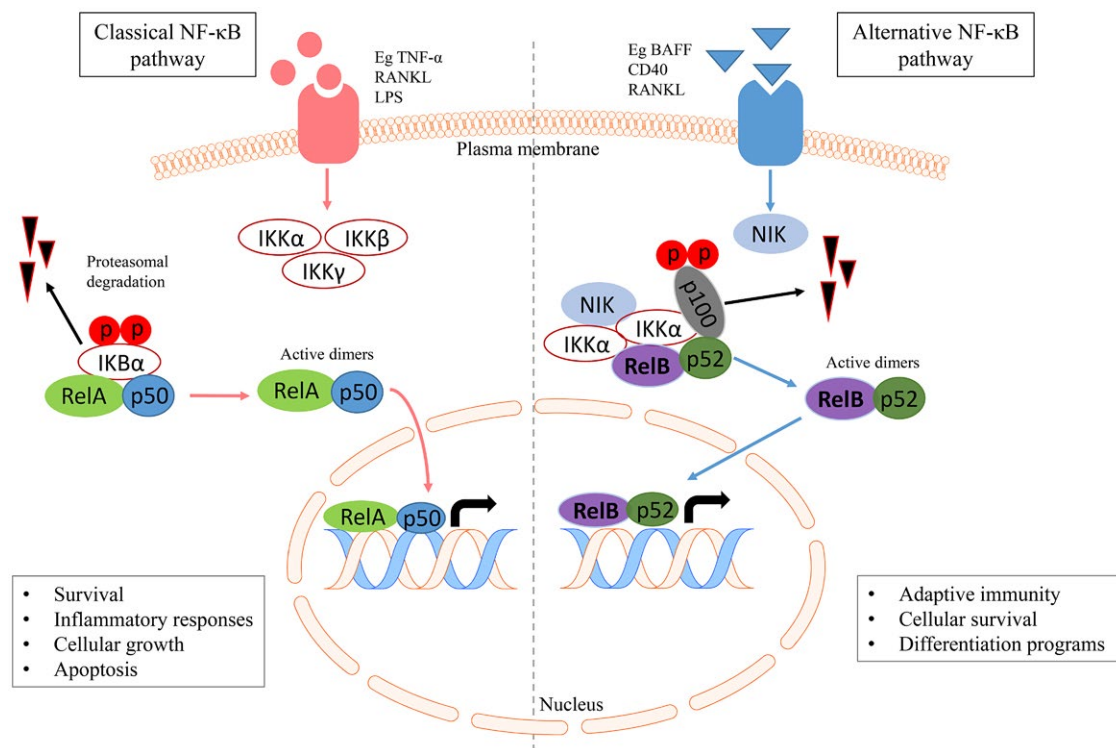 Classical NF-κB
pathway
Eg TNF-α
RANKL
LPS
Eg BAFF
CD40
RANKL
Alternative NF-κB
pathway
Plasma membrane
IKKα
IKKβ
IKKγ
NIK
Proteasomal
degradation
p p
IKBα
RelA p50
Active dimers
RelA p50
p p
p100
NIK
IKKα
IKKα
RelB p52
Active dimers
RelB p52
RelA p50
RelB p52
• Survival
• Inflammatory responses
• Cellular growth
• Apoptosis
• Adaptive immunity
• Cellular survival
• Differentiation programs
Nucleus